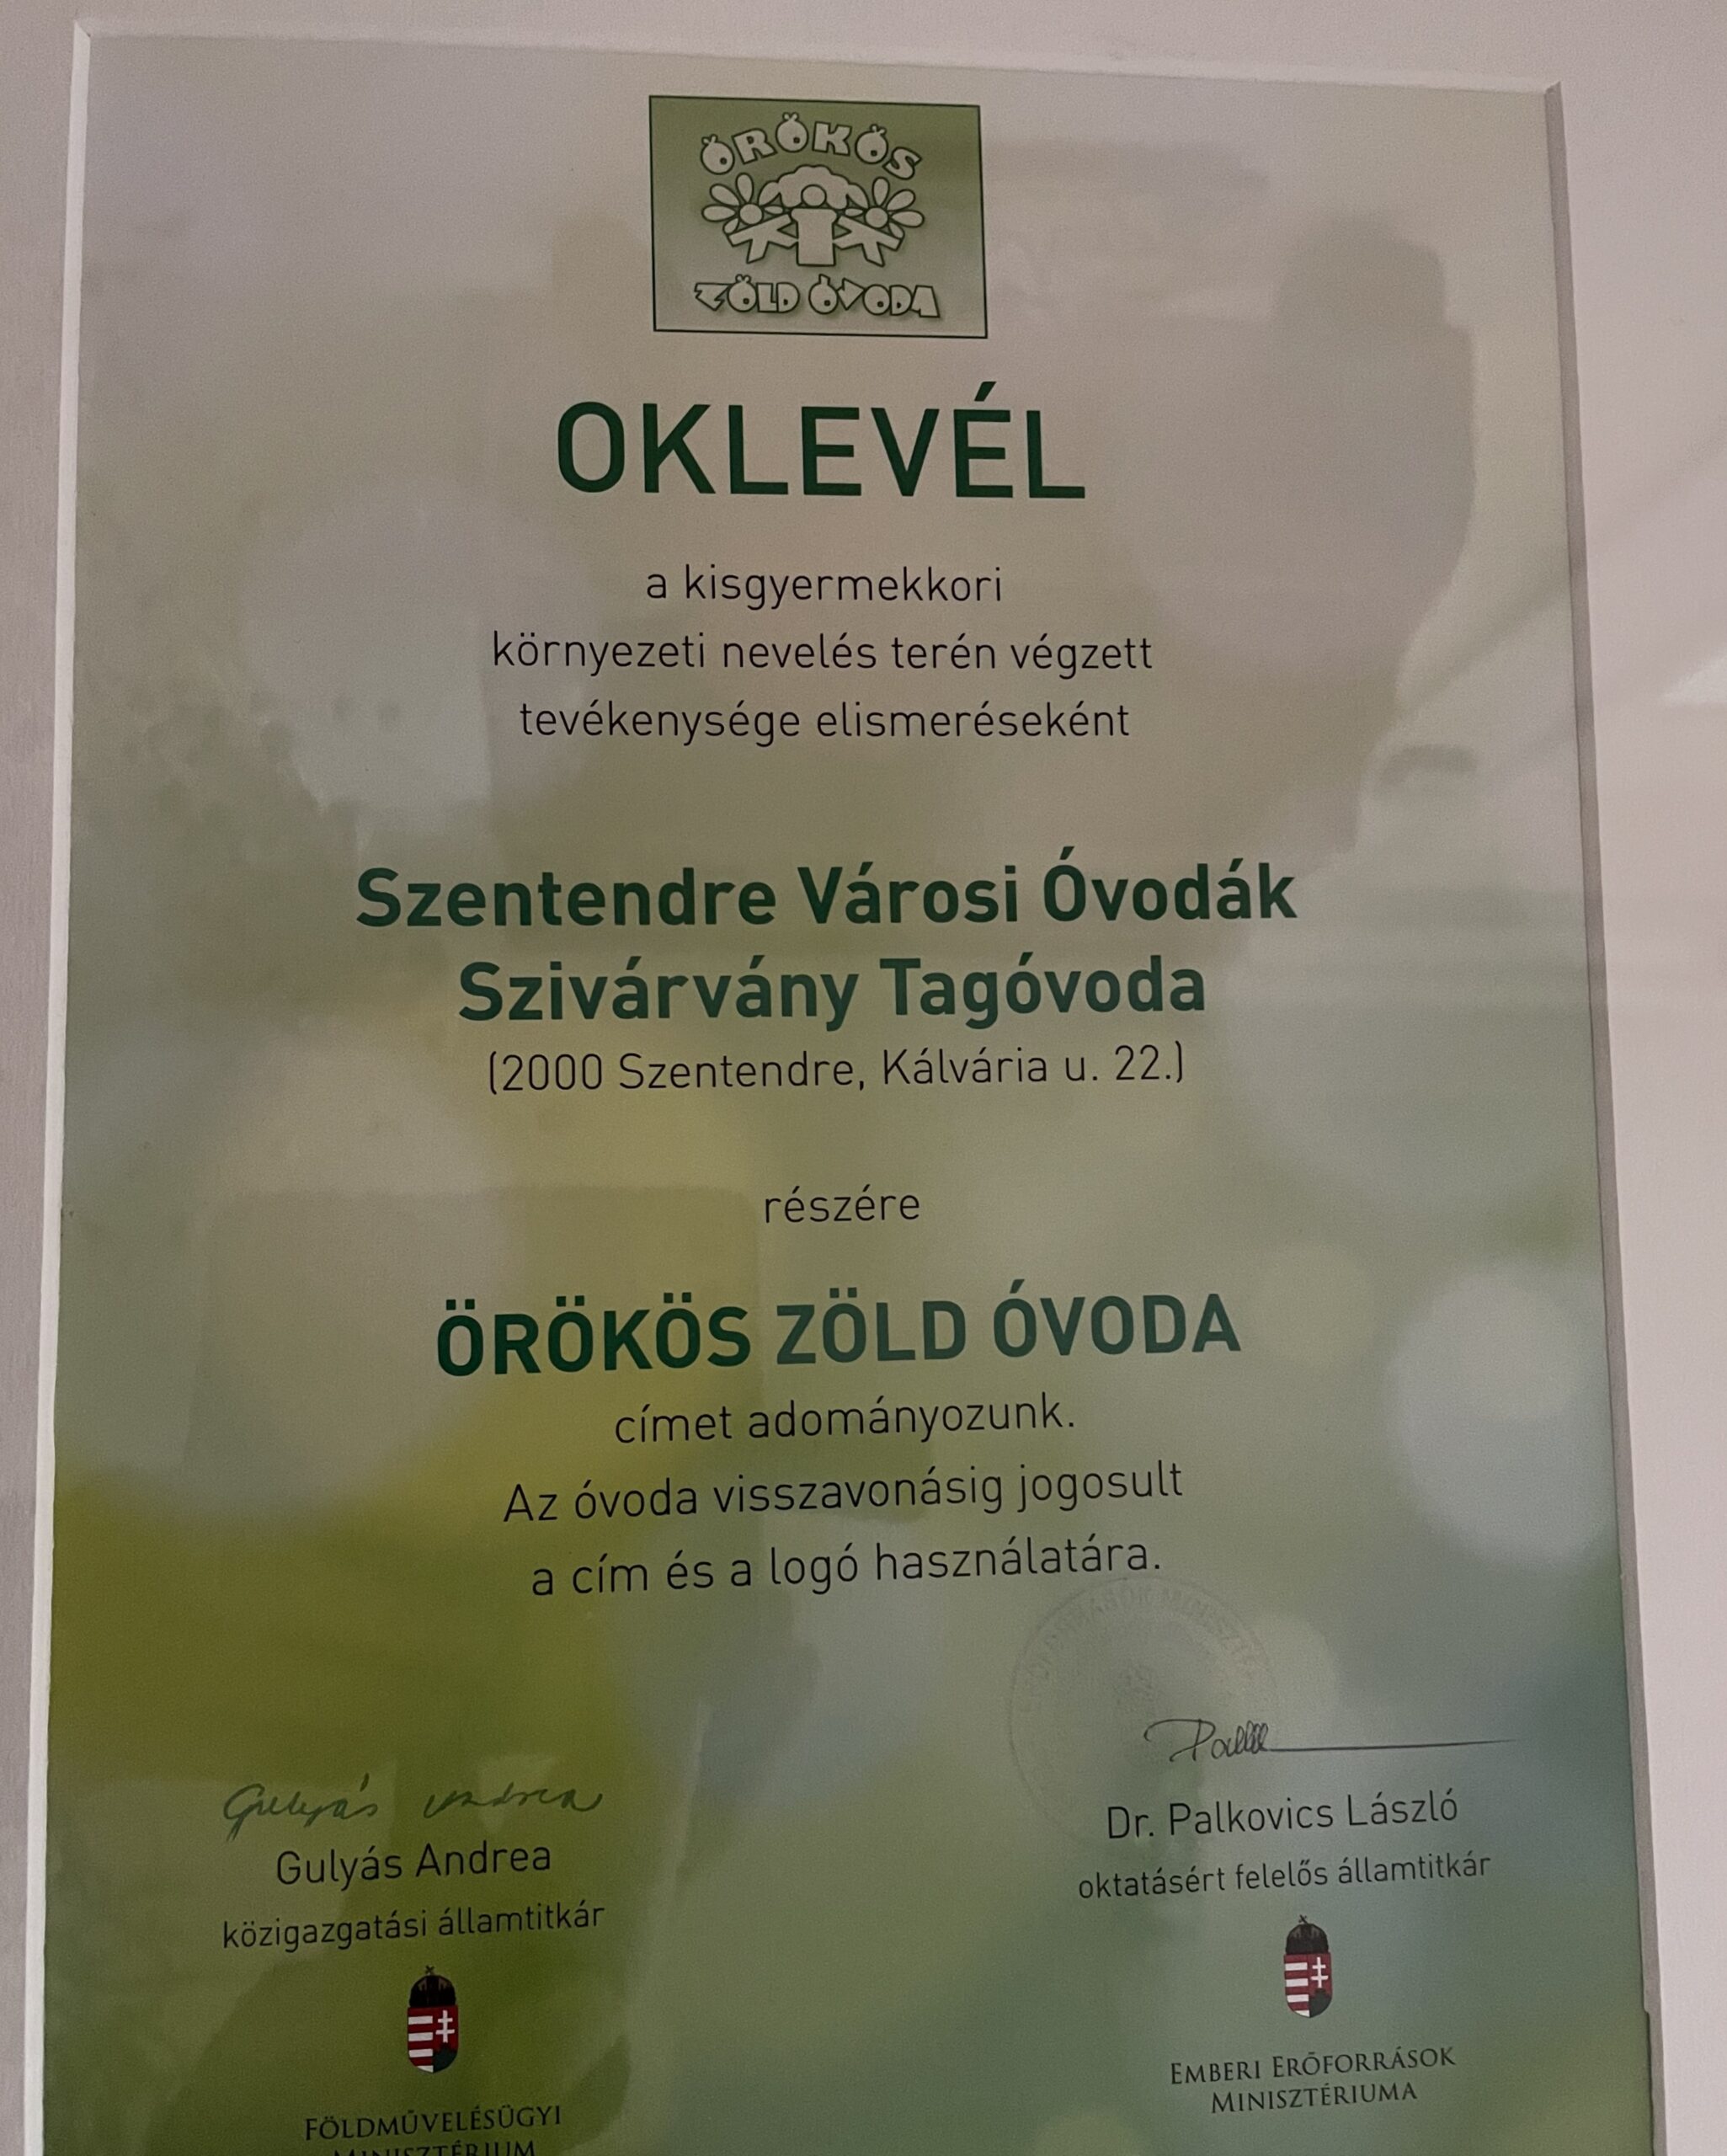 ÖRÖKÖS
ZÖLD ÓVODA
OKLEVÉL
a kisgyermekkori
környezeti nevelés terén végzett
tevékenysége elismeréseként
Szentendre Városi Óvodák
Szivárvány Tagóvoda
(2000 Szentendre, Kálvária u. 22.)
részére
ÖRÖKÖS ZÖLD ÓVODA
címet adományozunk.
Az óvoda visszavonásig jogosult
a cím és a logó használatára.
Gulyás Andrea
Gulyás Andrea
közigazgatási államtitkár
FÖLDMŰVELÉSÜGYI
MINISZTÉRIUM
Dr. Palkovics László
oktatásért felelős államtitkár
EMBERI ERŐFORRÁSOK
MINISZTÉRIUMA